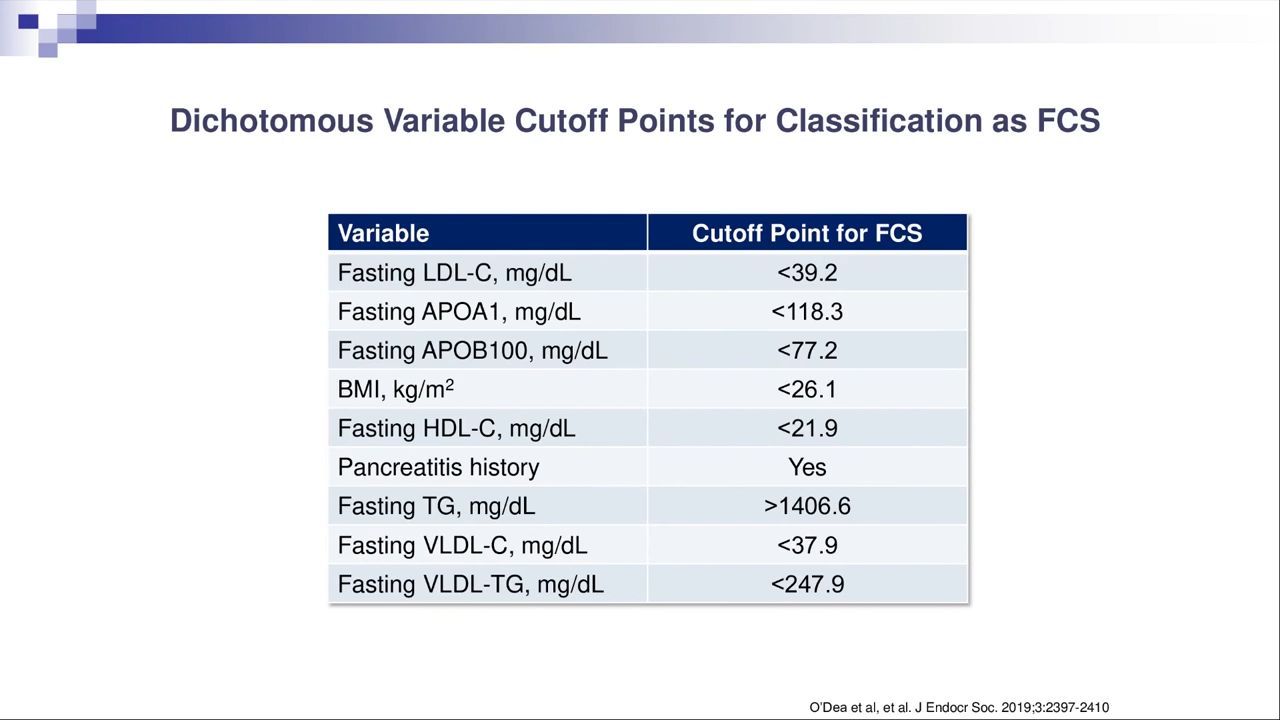 Dichotomous Variable Cutoff Points for Classification as FCS
Variable Cutoff Point for FCS
Fasting LDL-C, mg/dL <39.2
Fasting APOA1, mg/dL <118.3
Fasting APOB100, mg/dL <77.2
BMI, kg/m² <26.1
Fasting HDL-C, mg/dL <21.9
Pancreatitis history Yes
Fasting TG, mg/dL >1406.6
Fasting VLDL-C, mg/dL <37.9
Fasting VLDL-TG, mg/dL <247.9
O'Dea et al, et al. J Endocr Soc. 2019;3:2397-2410